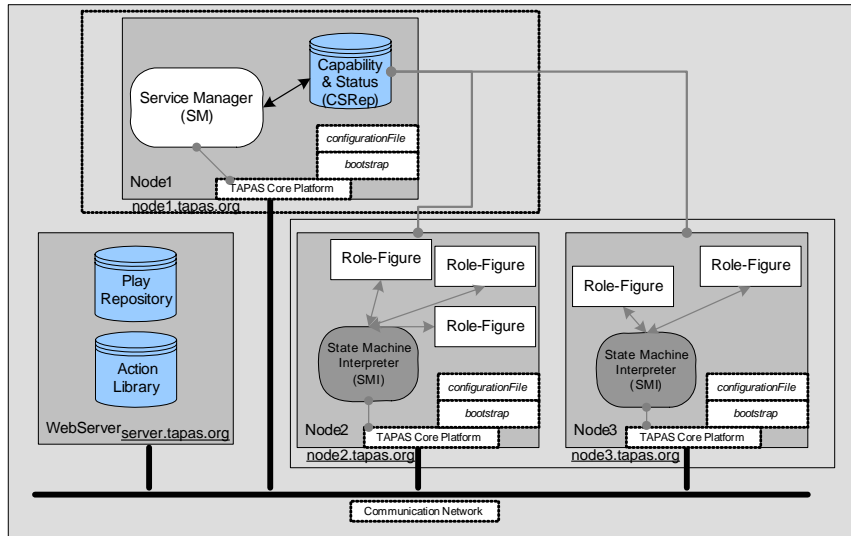 Capability
& Status
(CSRep)
Service Manager
(SM)
configurationFile
bootstrap
Node1
TAPAS Core Platform
node1.tapas.org
Play
Repository
Action
Library
WebServer
server.tapas.org
Role-Figure
Role-Figure
Role-Figure
State Machine
Interpreter
(SMI)
configurationFile
bootstrap
Node2
TAPAS Core Platform
node2.tapas.org
Role-Figure
Role-Figure
State Machine
Interpreter
(SMI)
configurationFile
bootstrap
Node3
TAPAS Core Platform
node3.tapas.org
Communication Network